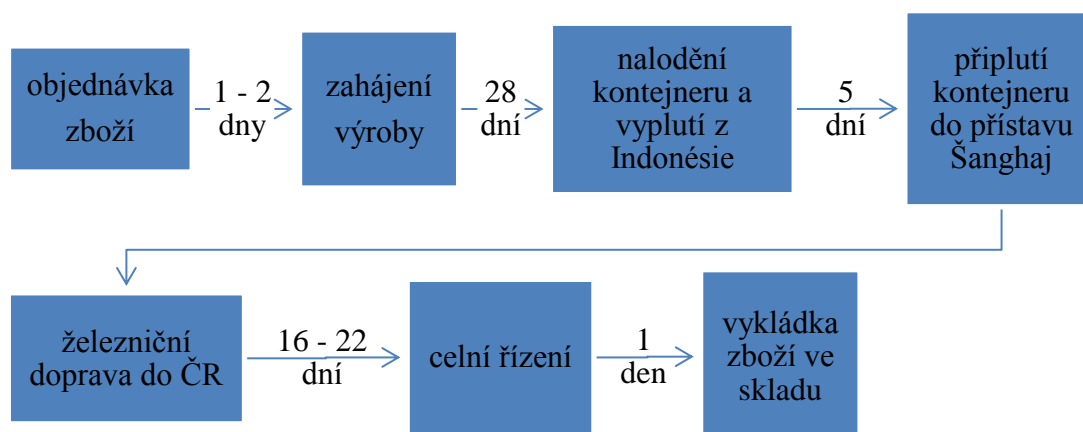 objednávka
zboží
1 - 2
dny
zahájení
výroby
28
dní
nalodění
kontejneru a
vyplutí z
Indonésie
5
dní
připlutí
kontejneru
do přístavu
Šanghaj
železniční
doprava do ČR
16 - 22
dní
celní řízení
1
den
vykládka
zboží ve
skladu